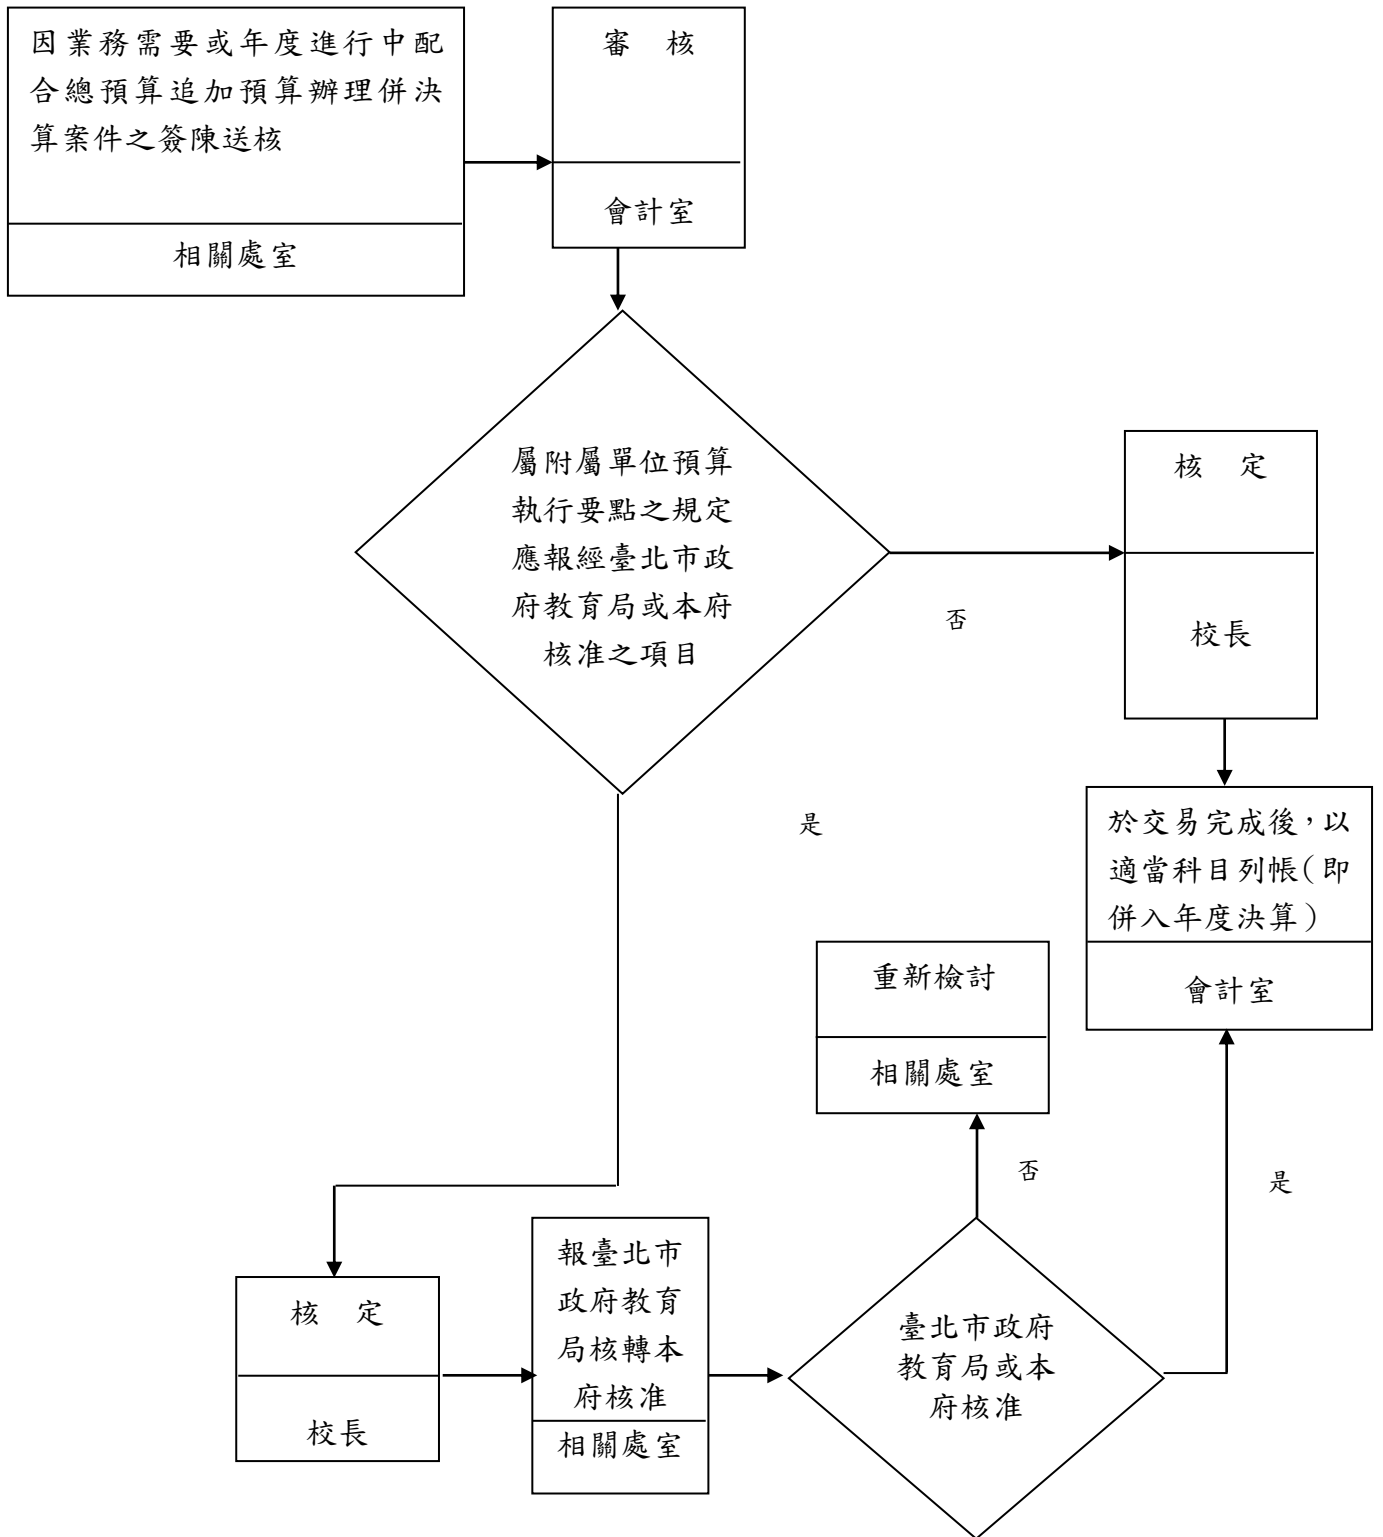 因業務需要或年度進行中配
合總預算追加預算辦理併決
算案件之簽陳送核
相關處室
審　核
會計室
屬附屬單位預算
執行要點之規定
應報經臺北市政
府教育局或本府
核准之項目
否
核　定
校長
是
於交易完成後，以
適當科目列帳（即
併入年度決算）
會計室
重新檢討
相關處室
否
是
核　定
校長
報臺北市
政府教育
局核轉本
府核准
相關處室
臺北市政府
教育局或本
府核准